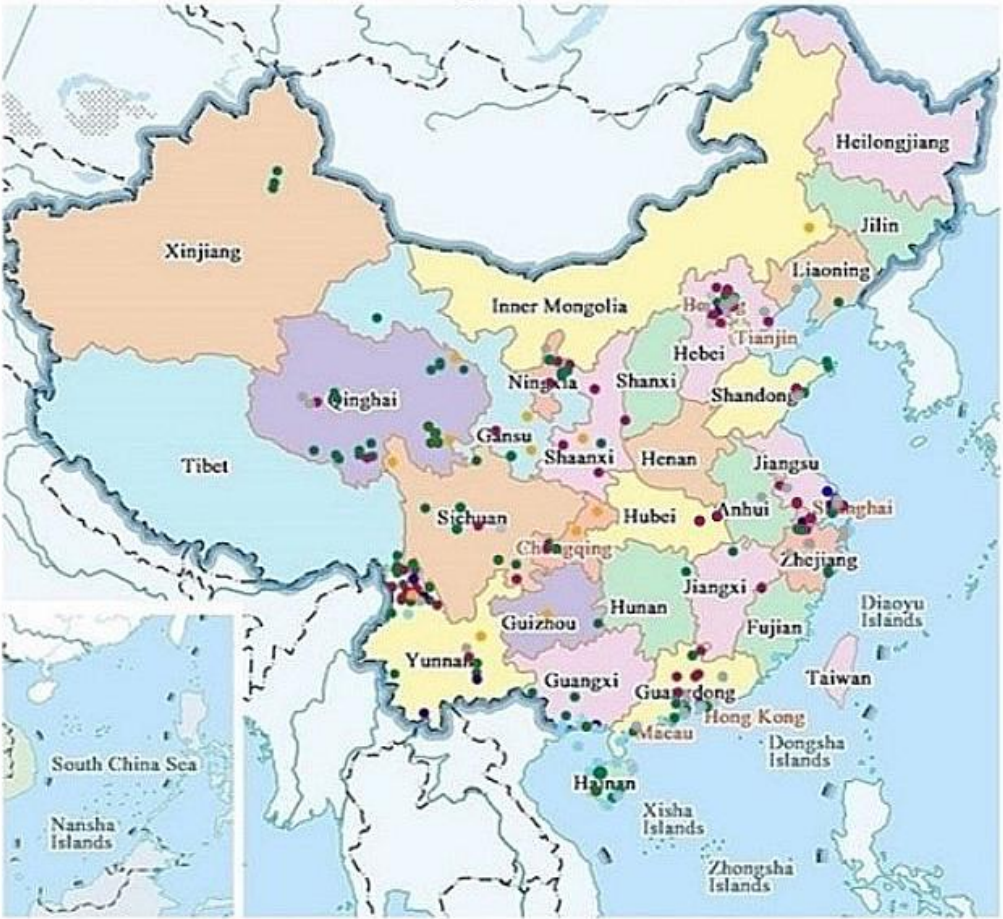 Heilongjiang
Jilin
Xinjiang
Liaoning
Inner Mongolia
Beijing
Tianjin
Hebei
Ningxia
Shanxi
Shandong
Qinghai
Gansu
Shaanxi
Henan
Jiangsu
Tibet
Sichuan
Hubei
Anhui
Shanghai
Chongqing
Zhejiang
Jiangxi
Hunan
Guizhou
Fujian
Diaoyu
Islands
Yunnan
Guangxi
Taiwan
Guangdong
Hong Kong
Macau
Dongsha
Islands
South China Sea
Hainan
Xisha
Islands
Nansha
Islands
Zhongsha
Islands